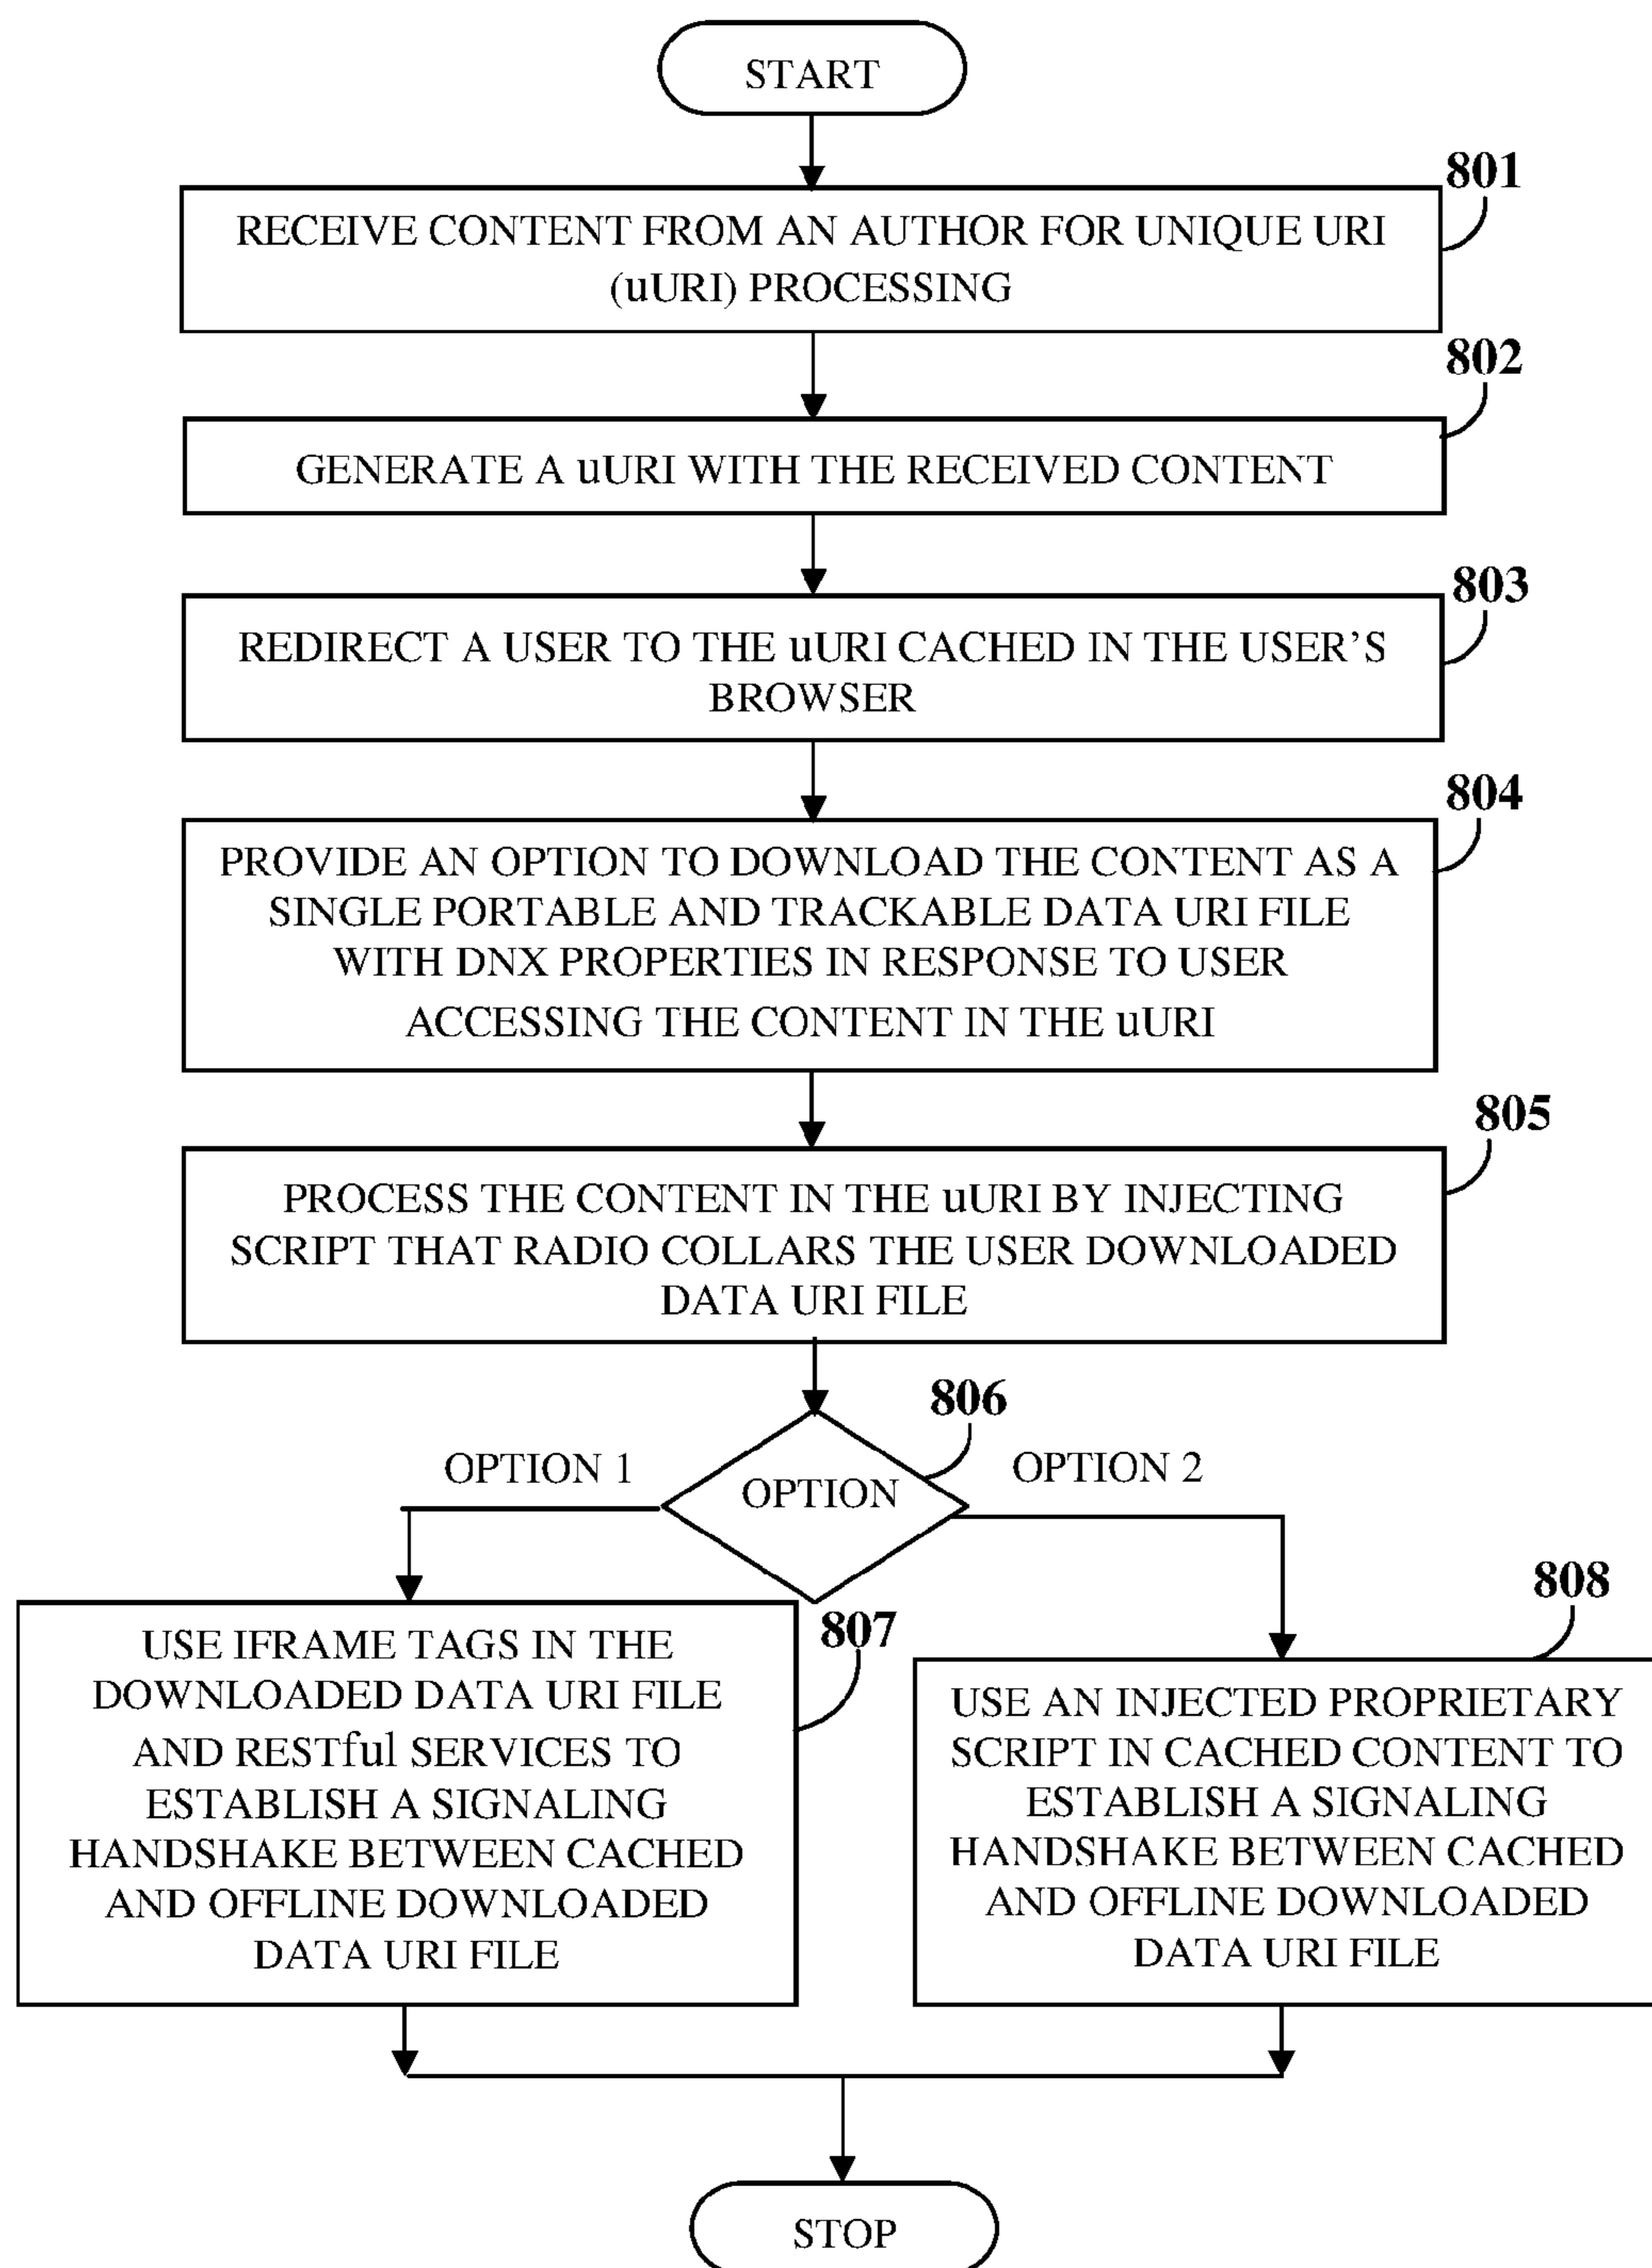 START
801
RECEIVE CONTENT FROM AN AUTHOR FOR UNIQUE URI
(uURI) PROCESSING
802
GENERATE A uURI WITH THE RECEIVED CONTENT
803
REDIRECT A USER TO THE uURI CACHED IN THE USER'S
BROWSER
804
PROVIDE AN OPTION TO DOWNLOAD THE CONTENT AS A
SINGLE PORTABLE AND TRACKABLE DATA URI FILE
WITH DNX PROPERTIES IN RESPONSE TO USER
ACCESSING THE CONTENT IN THE uURI
805
PROCESS THE CONTENT IN THE uURI BY INJECTING
SCRIPT THAT RADIO COLLARS THE USER DOWNLOADED
DATA URI FILE
806
OPTION 1
OPTION
OPTION 2
807
USE IFRAME TAGS IN THE
DOWNLOADED DATA URI FILE
AND RESTful SERVICES TO
ESTABLISH A SIGNALING
HANDSHAKE BETWEEN CACHED
AND OFFLINE DOWNLOADED
DATA URI FILE
808
USE AN INJECTED PROPRIETARY
SCRIPT IN CACHED CONTENT TO
ESTABLISH A SIGNALING
HANDSHAKE BETWEEN CACHED
AND OFFLINE DOWNLOADED
DATA URI FILE
STOP